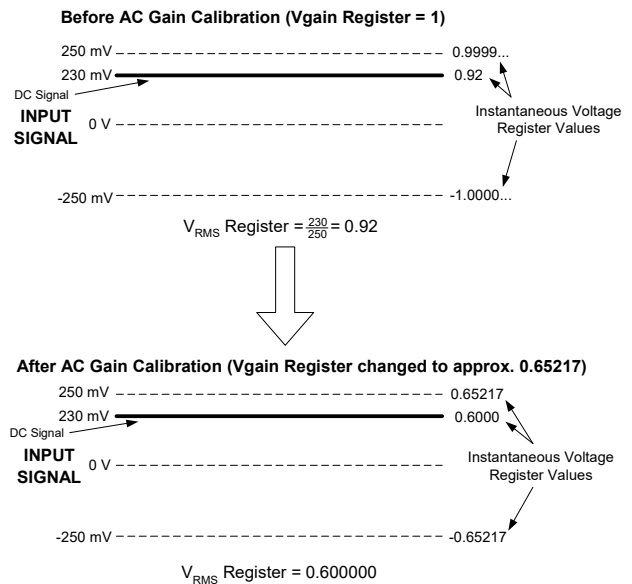 Before AC Gain Calibration (Vgain Register = 1)
250 mV 0.9999...
230 mV 0.92
DC Signal
INPUT
SIGNAL
0 V
Instantaneous Voltage
Register Values
-250 mV -1.0000...
VRMS Register = 230/250 = 0.92
After AC Gain Calibration (Vgain Register changed to approx. 0.65217)
250 mV 0.65217
230 mV 0.6000
DC Signal
INPUT
SIGNAL
0 V
Instantaneous Voltage
Register Values
-250 mV -0.65217
VRMS Register = 0.600000